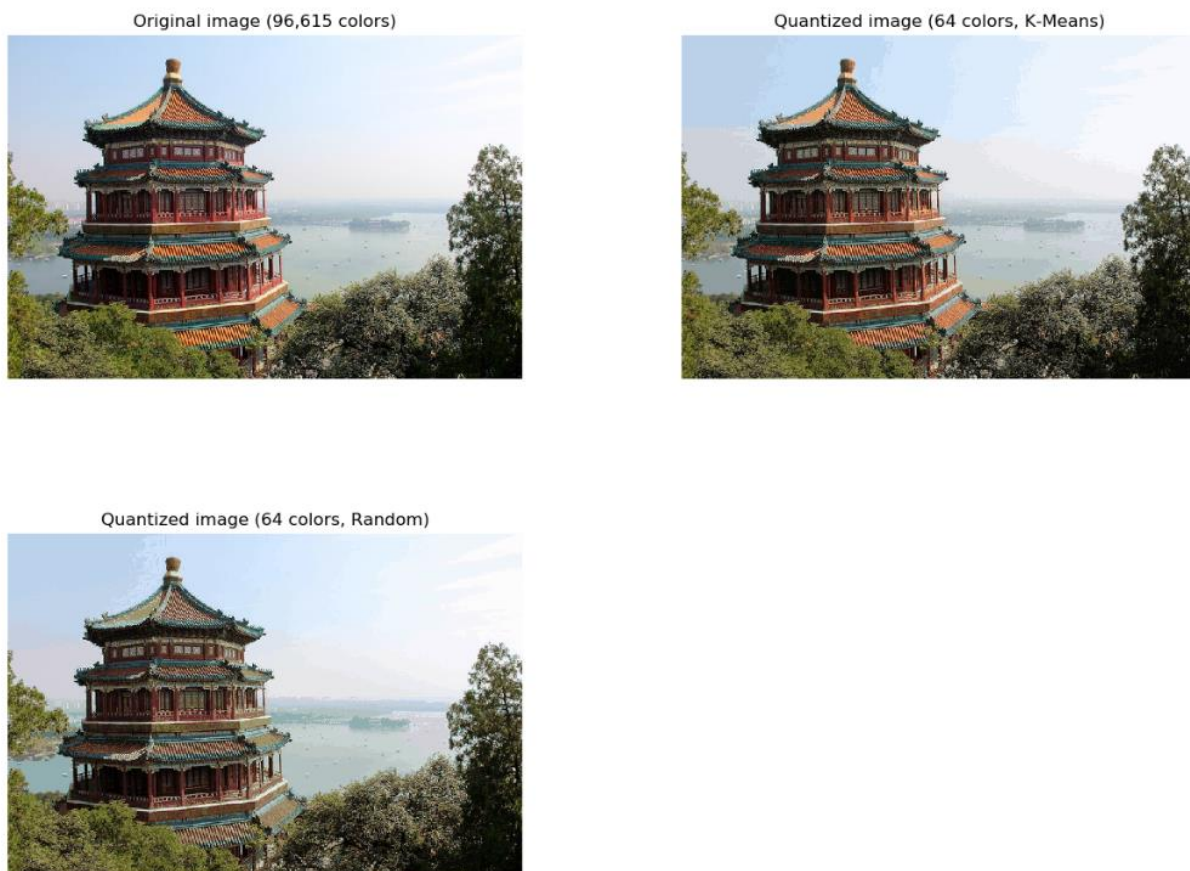 Original image (96,615 colors)
Quantized image (64 colors, K-Means)
Quantized image (64 colors, Random)